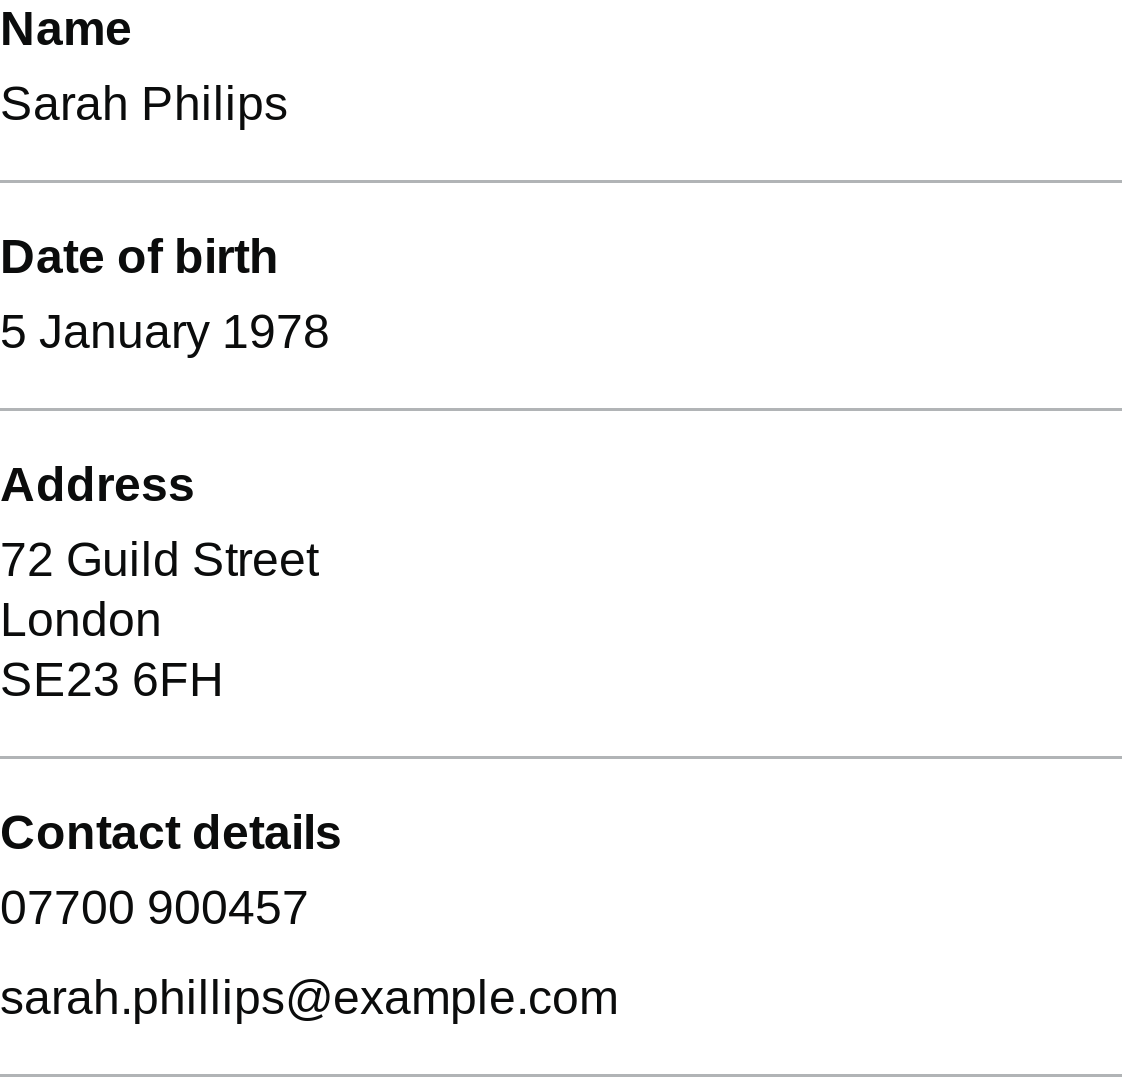 Name
Sarah Philips
Date of birth
5 January 1978
Address
72 Guild Street
London
SE23 6FH
Contact details
07700 900457
sarah.phillips@example.com